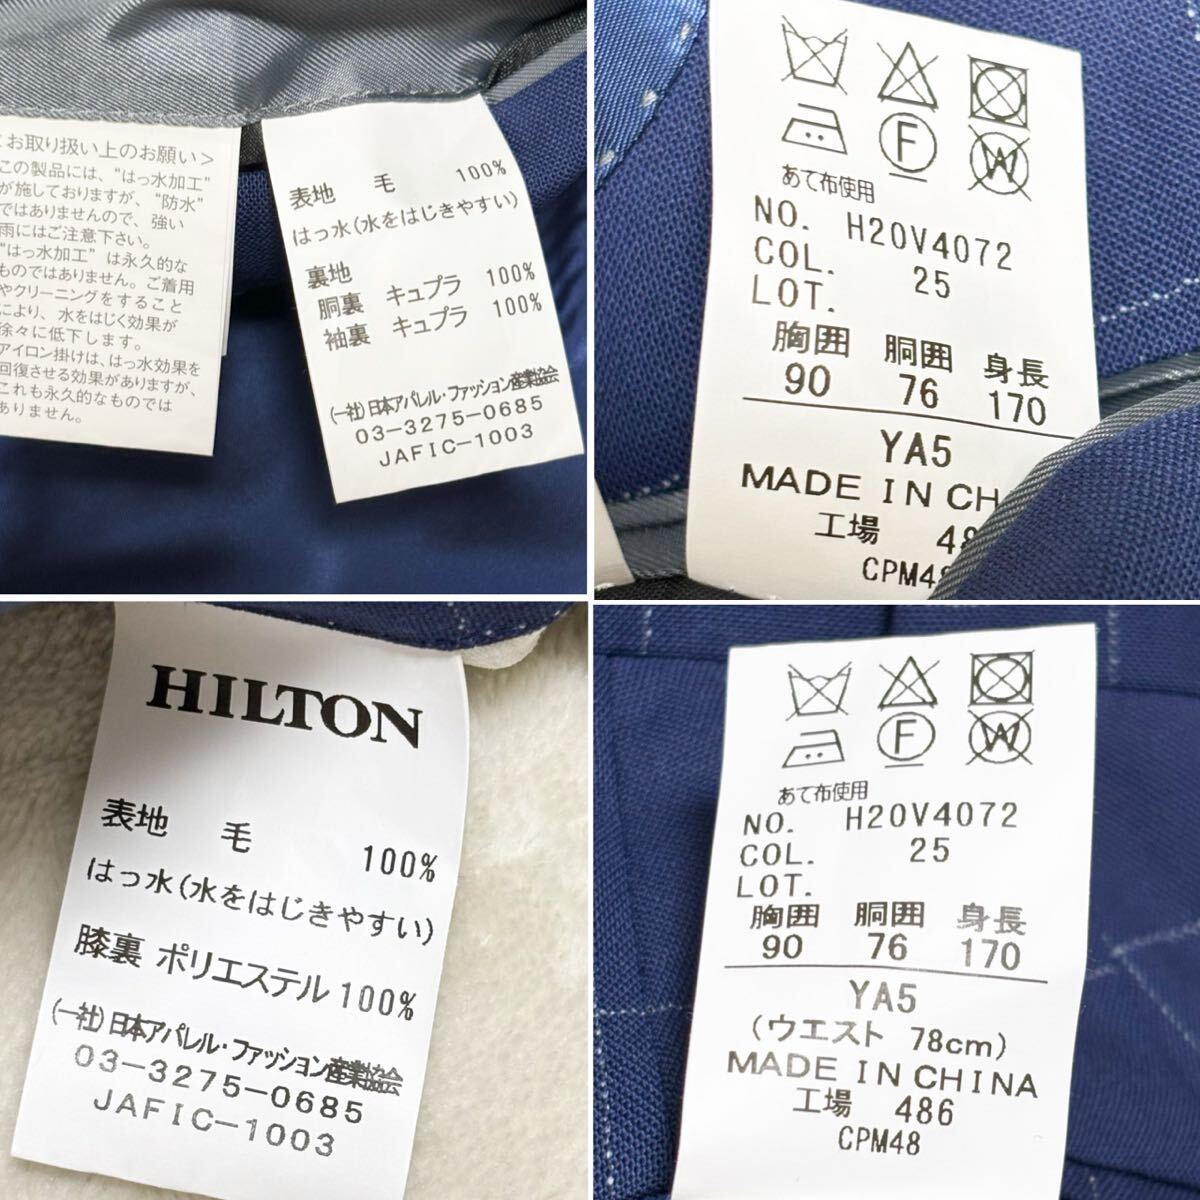 くお取り扱い上のお願い＞
この製品には、“はっ水加工”
が施しておりますが、“防水”
ではありませんので、強い
雨にはご注意下さい。
“はっ水加工”は永久的な
ものではありません。ご着用
やクリーニングをすること
により、水をはじく効果が
徐々に低下します。
アイロン掛けは、はっ水効果を
回復させる効果がありますが、
これも永久的なものでは
ありません。
表地 毛 100%
はっ水(水をはじきやすい)
裏地
胴裏 キュプラ 100%
袖裏 キュプラ 100%
(一社)日本アパレル・ファッション産業協会
03-3275-0685
JAFIC-1003
F
W
あて布使用
NO. H20V4072
COL. 25
LOT.
胸囲 胴囲 身長
90 76 170
YA5
MADE IN CH
工場 48
CPM48
HILTON
表地 毛 100%
はっ水(水をはじきやすい)
膝裏 ポリエステル 100%
(一社)日本アパレル・ファッション産業協会
03-3275-0685
JAFIC-1003
F
W
あて布使用
NO. H20V4072
COL. 25
LOT.
胸囲 胴囲 身長
90 76 170
YA5
(ウエスト 78cm)
MADE IN CHINA
工場 486
CPM48